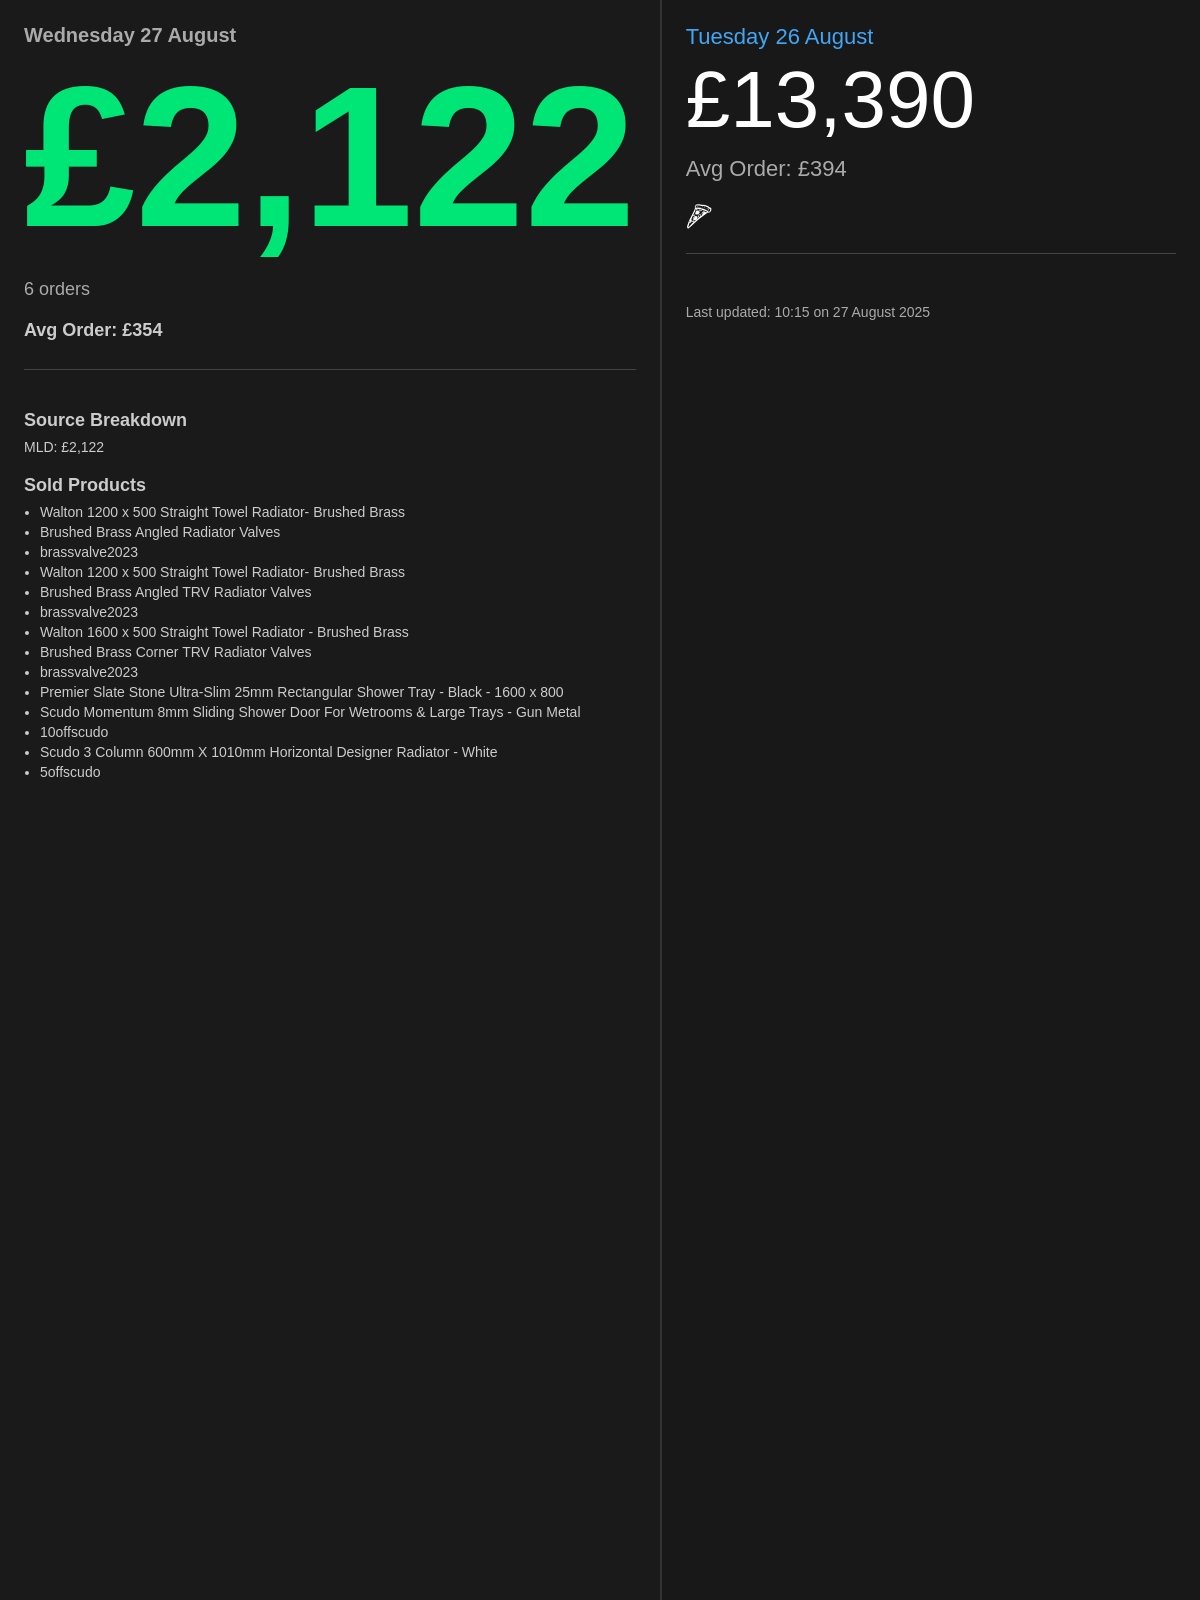 Wednesday 27 August
£2,122
6 orders
Avg Order: £354
Source Breakdown
MLD: £2,122
Sold Products
• Walton 1200 x 500 Straight Towel Radiator- Brushed Brass
• Brushed Brass Angled Radiator Valves
• brassvalve2023
• Walton 1200 x 500 Straight Towel Radiator- Brushed Brass
• Brushed Brass Angled TRV Radiator Valves
• brassvalve2023
• Walton 1600 x 500 Straight Towel Radiator - Brushed Brass
• Brushed Brass Corner TRV Radiator Valves
• brassvalve2023
• Premier Slate Stone Ultra-Slim 25mm Rectangular Shower Tray - Black - 1600 x 800
• Scudo Momentum 8mm Sliding Shower Door For Wetrooms & Large Trays - Gun Metal
• 10offscudo
• Scudo 3 Column 600mm X 1010mm Horizontal Designer Radiator - White
• 5offscudo
Tuesday 26 August
£13,390
Avg Order: £394
Last updated: 10:15 on 27 August 2025